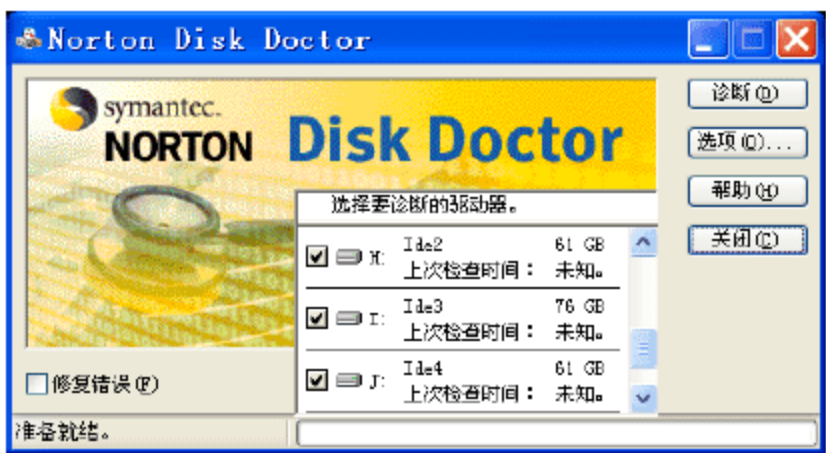 Norton Disk Doctor
symantec.
NORTON Disk Doctor
选择要诊断的驱动器。
H: Ide2 61 GB
上次检查时间： 未知。
I: Ide3 76 GB
上次检查时间： 未知。
J: Ide4 61 GB
上次检查时间： 未知。
诊断(D)
选项(O)...
帮助(H)
关闭(C)
修复错误(F)
准备就绪。